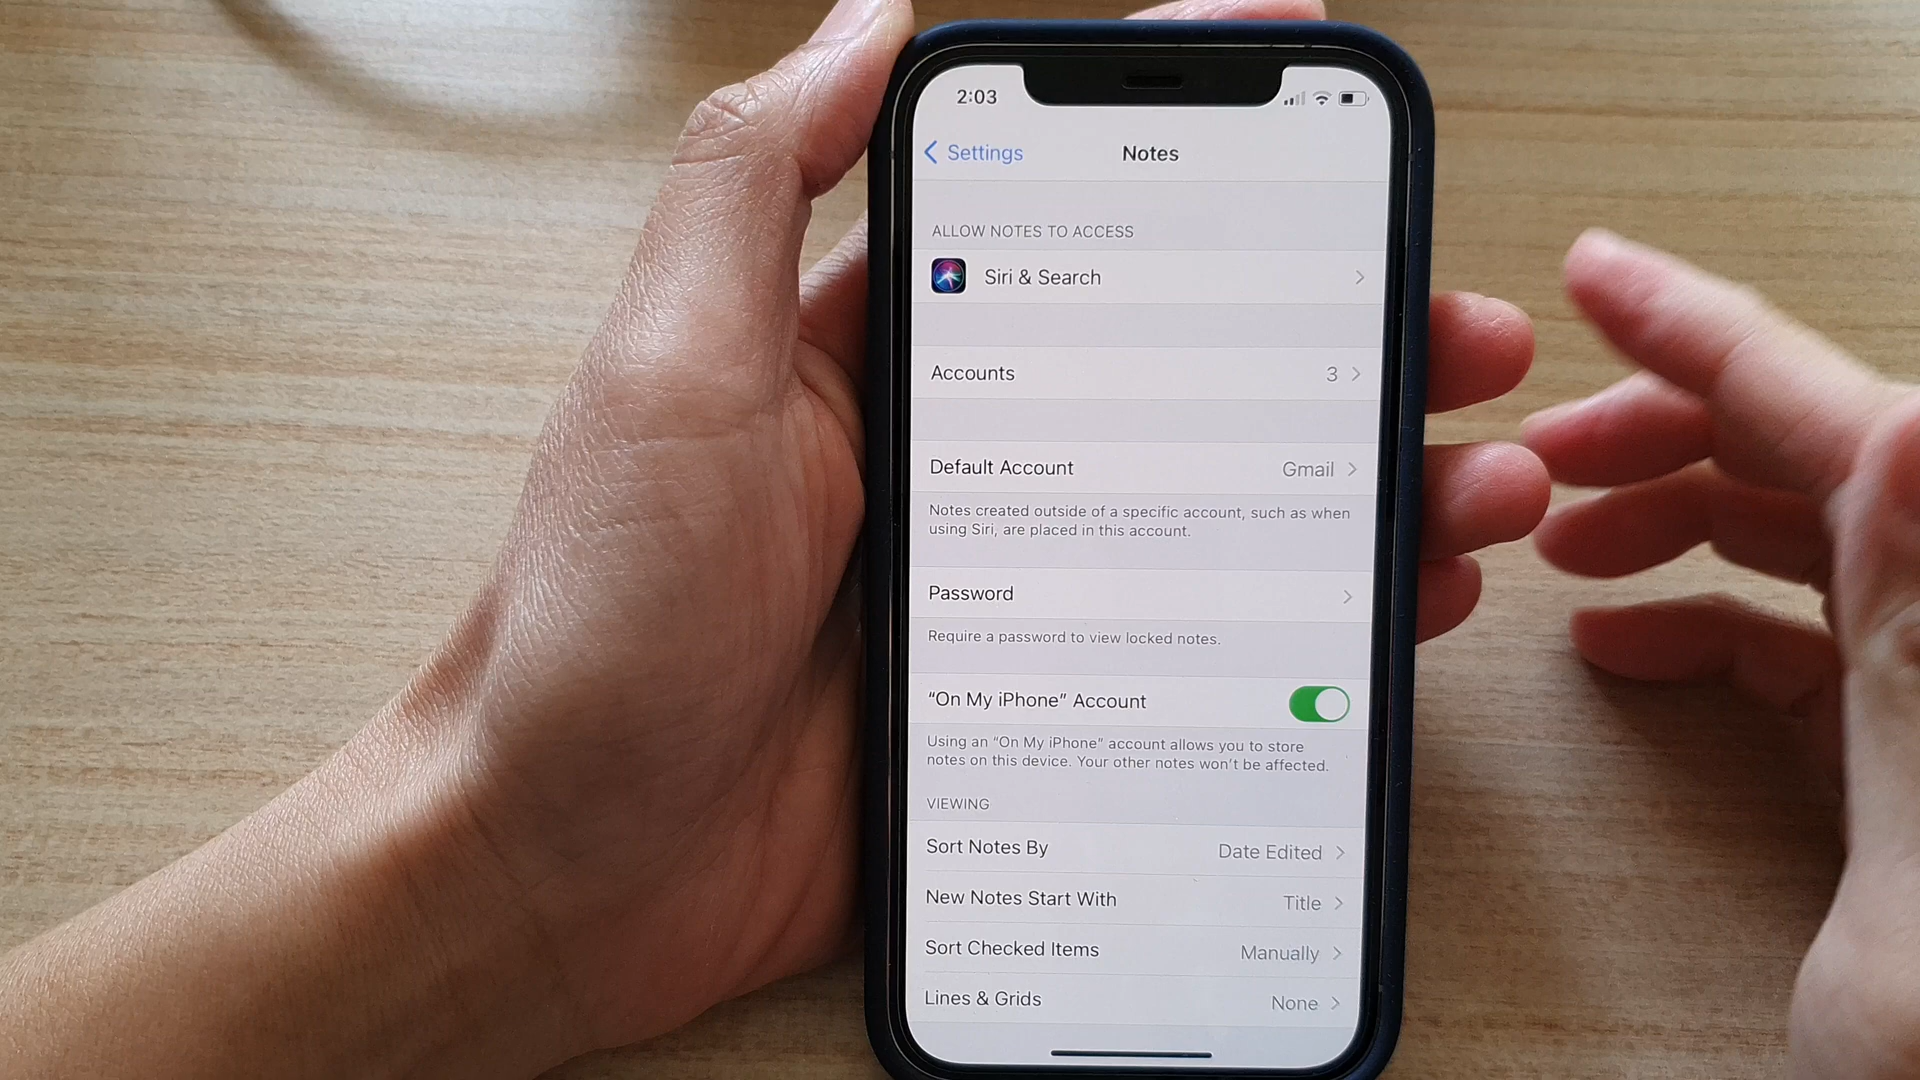 2:03
Settings
Notes
ALLOW NOTES TO ACCESS
Siri & Search
Accounts 3
Default Account Gmail
Notes created outside of a specific account, such as when
using Siri, are placed in this account.
Password
Require a password to view locked notes.
“On My iPhone” Account
Using an “On My iPhone” account allows you to store
notes on this device. Your other notes won’t be affected.
VIEWING
Sort Notes By Date Edited
New Notes Start With Title
Sort Checked Items Manually
Lines & Grids None